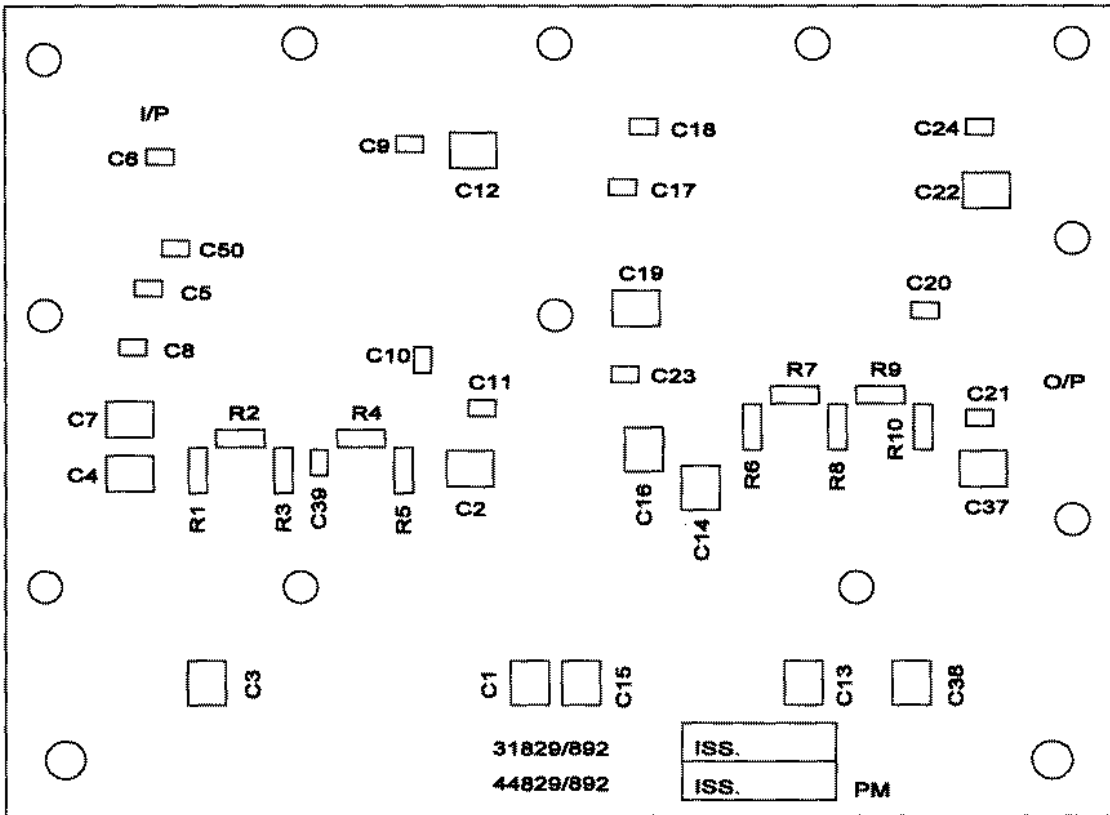 I/P
C6
C9
C12
C18
C17
C24
C22
C50
C5
C8
C19
C20
C10
C11
C23
R7
R9
O/P
C21
C7
R2
R4
C4
R1
R3
C39
R5
C2
C16
C14
R6
R8
R10
C37
C3
C1
C15
C13
C38
31829/892
ISS.
44829/892
ISS.
PM